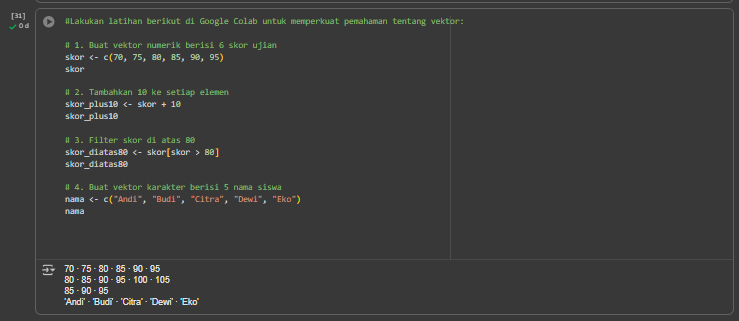 [31]
0 d
#Lakukan latihan berikut di Google Colab untuk memperkuat pemahaman tentang vektor:
# 1. Buat vektor numerik berisi 6 skor ujian
skor <- c(70, 75, 80, 85, 90, 95)
skor
# 2. Tambahkan 10 ke setiap elemen
skor_plus10 <- skor + 10
skor_plus10
# 3. Filter skor di atas 80
skor_diatas80 <- skor[skor > 80]
skor_diatas80
# 4. Buat vektor karakter berisi 5 nama siswa
nama <- c("Andi", "Budi", "Citra", "Dewi", "Eko")
nama
70 · 75 · 80 · 85 · 90 · 95
80 · 85 · 90 · 95 · 100 · 105
85 · 90 · 95
'Andi' · 'Budi' · 'Citra' · 'Dewi' · 'Eko'